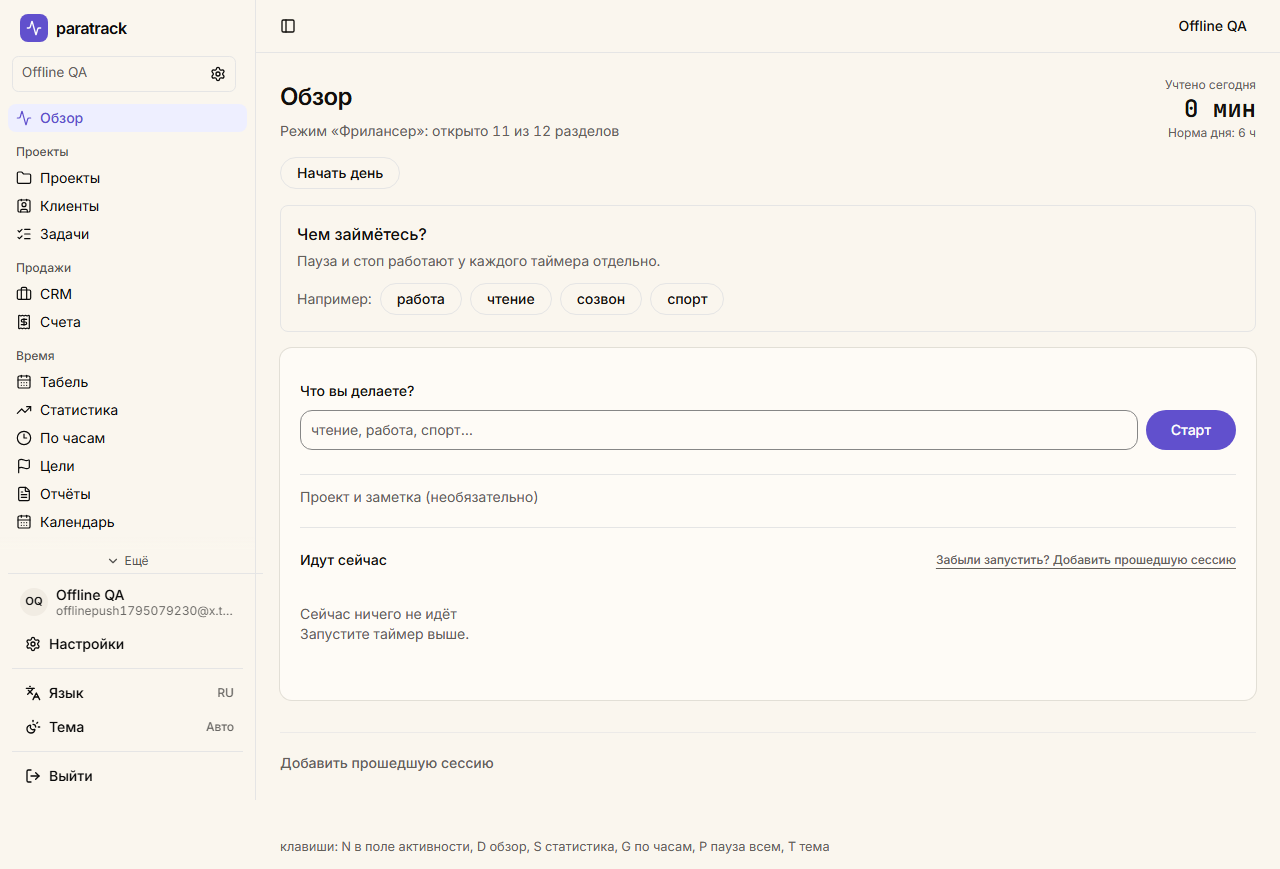 paratrack
Offline QA
Обзор
Проекты
Проекты
Клиенты
Задачи
Продажи
CRM
Счета
Время
Табель
Статистика
По часам
Цели
Отчёты
Календарь
Ещё
OQ
Offline QA
offlinepush1795079230@x.t...
Настройки
Язык RU
Тема Авто
Выйти
Offline QA
Обзор
Режим «Фрилансер»: открыто 11 из 12 разделов
Учтено сегодня
0 мин
Норма дня: 6 ч
Начать день
Чем займётесь?
Пауза и стоп работают у каждого таймера отдельно.
Например: работа чтение созвон спорт
Что вы делаете?
чтение, работа, спорт... Старт
Проект и заметка (необязательно)
Идут сейчас Забыли запустить? Добавить прошедшую сессию
Сейчас ничего не идёт
Запустите таймер выше.
Добавить прошедшую сессию
клавиши: N в поле активности, D обзор, S статистика, G по часам, P пауза всем, T тема